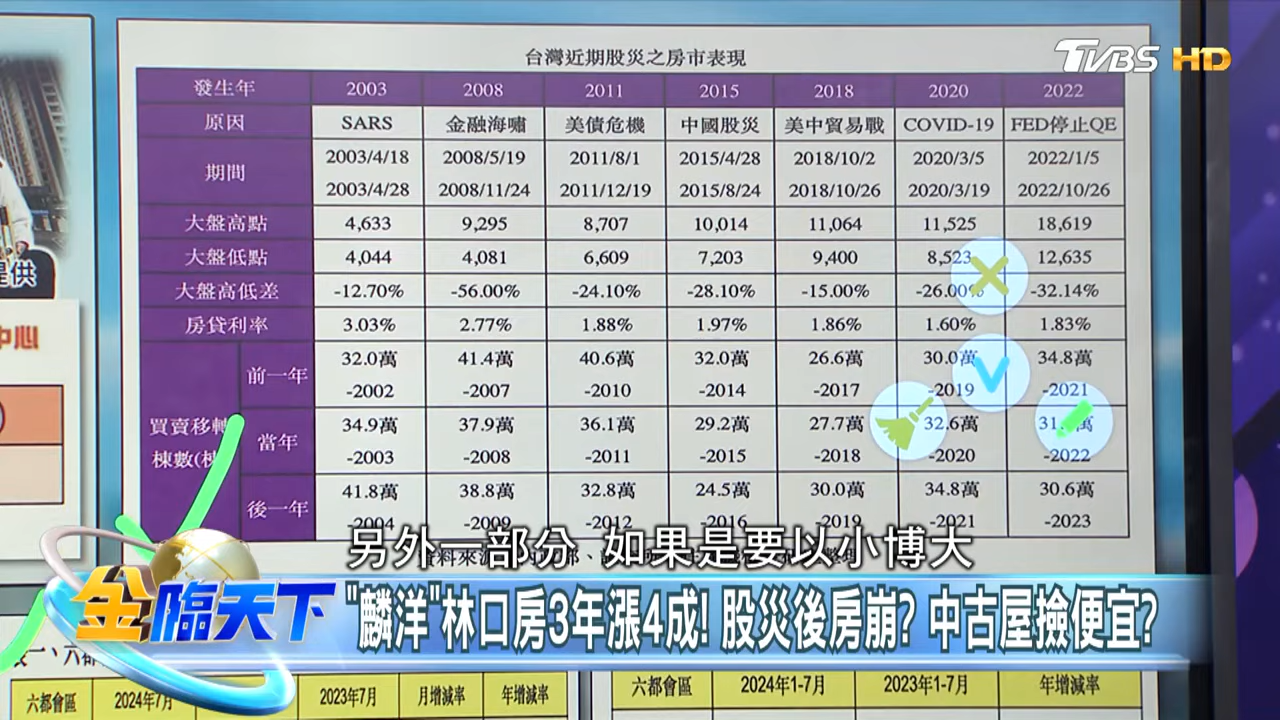 台灣近期股災之房市表現
TVBS HD
發生年 2003 2008 2011 2015 2018 2020 2022
原因 SARS 金融海嘯 美債危機 中國股災 美中貿易戰 COVID-19 FED停止QE
期間 2003/4/18 2008/5/19 2011/8/1 2015/4/28 2018/10/2 2020/3/5 2022/1/5
2003/4/28 2008/11/24 2011/12/19 2015/8/24 2018/10/26 2020/3/19 2022/10/26
大盤高點 4,633 9,295 8,707 10,014 11,064 11,525 18,619
大盤低點 4,044 4,081 6,609 7,203 9,400 8,523 12,635
大盤高低差 -12.70% -56.00% -24.10% -28.10% -15.00% -26.00% -32.14%
房貸利率 3.03% 2.77% 1.88% 1.97% 1.86% 1.60% 1.83%
前一年 32.0萬 41.4萬 40.6萬 32.0萬 26.6萬 30.0萬 34.8萬
-2002 -2007 -2010 -2014 -2017 -2019 -2021
買賣移轉
棟數(棟
當年 34.9萬 37.9萬 36.1萬 29.2萬 27.7萬 32.6萬 31.
-2003 -2008 -2011 -2015 -2018 -2020 -2022
後一年 41.8萬 38.8萬 32.8萬 24.5萬 30.0萬 34.8萬 30.6萬
-2004 -2009 -2012 -2016 -2019 -2021 -2023
提供
中心
另外一部分 如果是要以小博大
金臨天下
"麟洋"林口房3年漲4成! 股災後房崩? 中古屋撿便宜?
六都會區 2024年7月 2023年7月 月增減率 年增減率
六都會區 2024年1-7月 2023年1-7月 年增減率